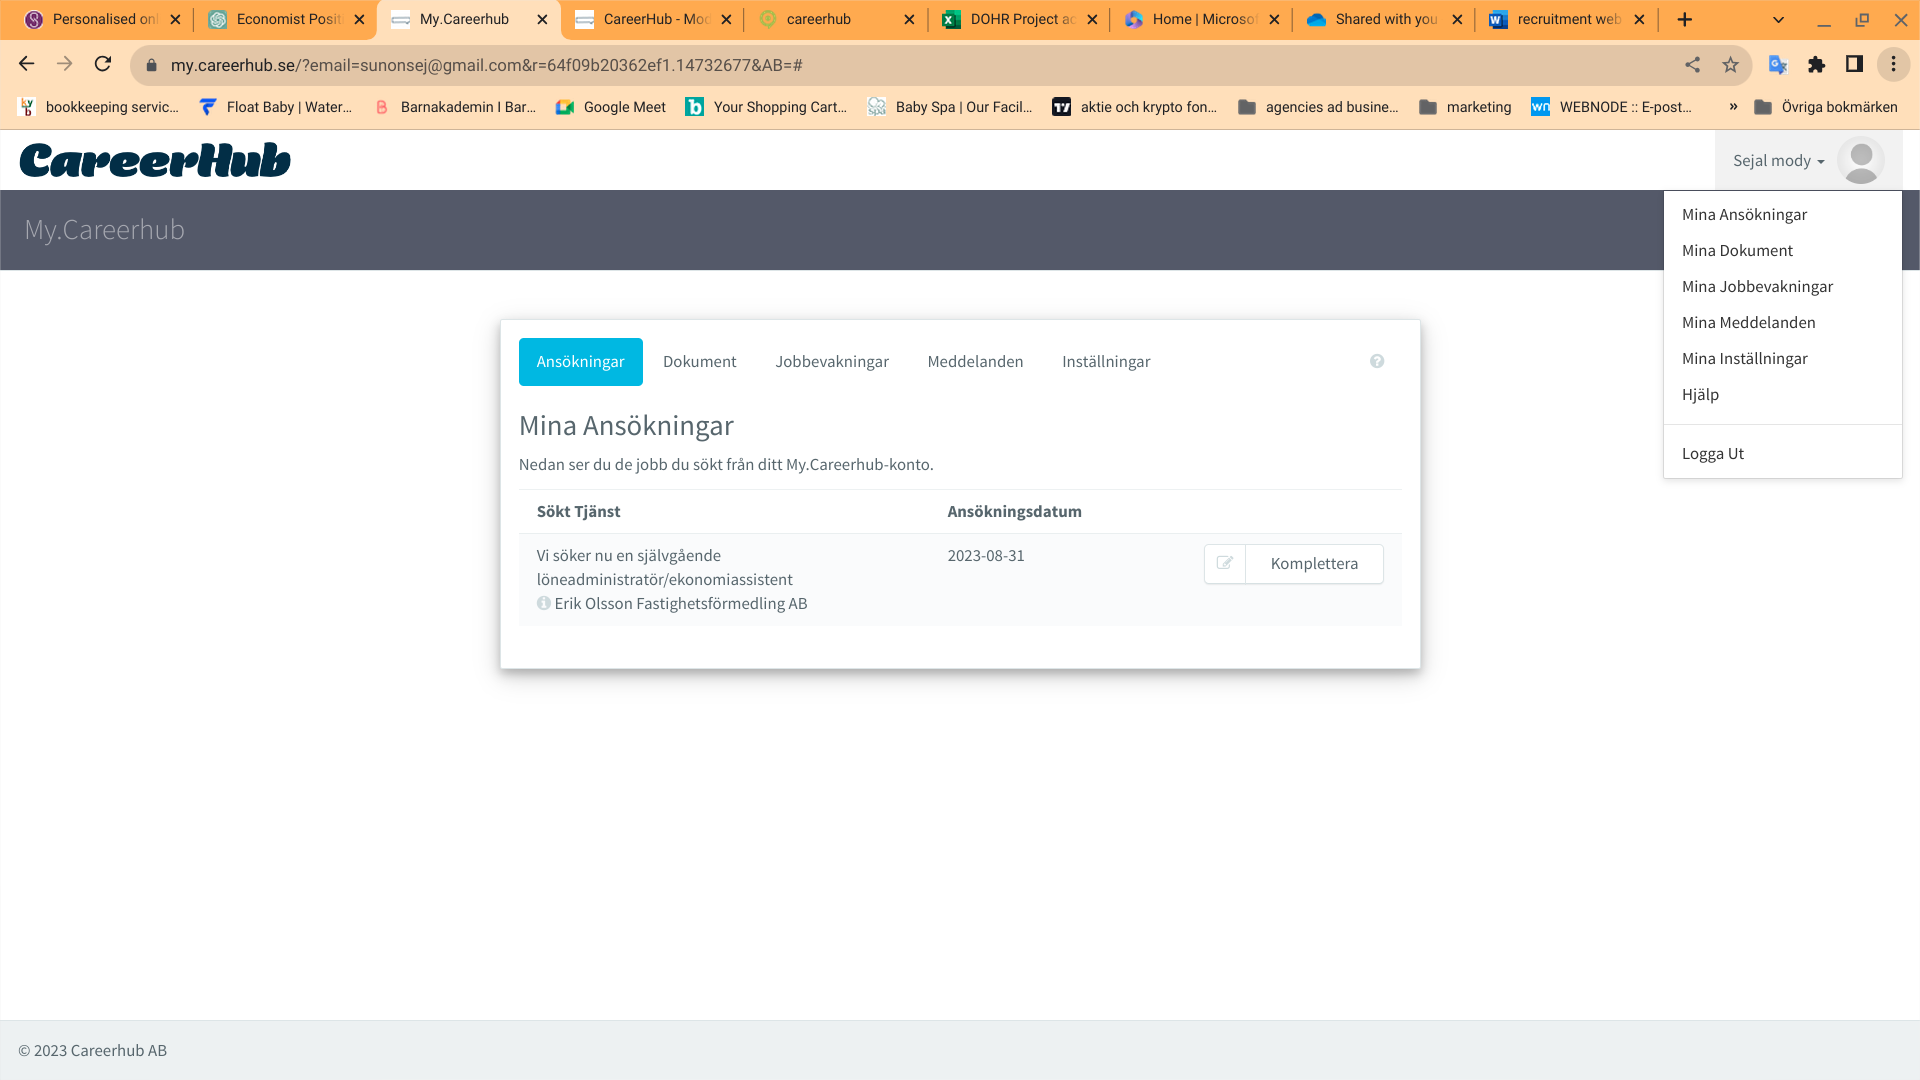 Personalised onl
Economist Positi
My.Careerhub
CareerHub - Mod
careerhub
DOHR Project ac
Home | Microsof
Shared with you
recruitment web
my.careerhub.se/?email=sunonsej@gmail.com&r=64f09b20362ef1.14732677&AB=#
bookkeeping servic...
Float Baby | Water...
Barnakademin I Bar...
Google Meet
Your Shopping Cart...
Baby Spa | Our Facil...
aktie och krypto fon...
agencies ad busine...
marketing
WEBNODE :: E-post...
»
Övriga bokmärken
CareerHub
Sejal mody
My.Careerhub
Mina Ansökningar
Mina Dokument
Mina Jobbevakningar
Mina Meddelanden
Mina Inställningar
Hjälp
Logga Ut
Ansökningar
Dokument
Jobbevakningar
Meddelanden
Inställningar
Mina Ansökningar
Nedan ser du de jobb du sökt från ditt My.Careerhub-konto.
Sökt Tjänst
Ansökningsdatum
Vi söker nu en självgående
löneadministratör/ekonomiassistent
Erik Olsson Fastighetsförmedling AB
2023-08-31
Komplettera
© 2023 Careerhub AB